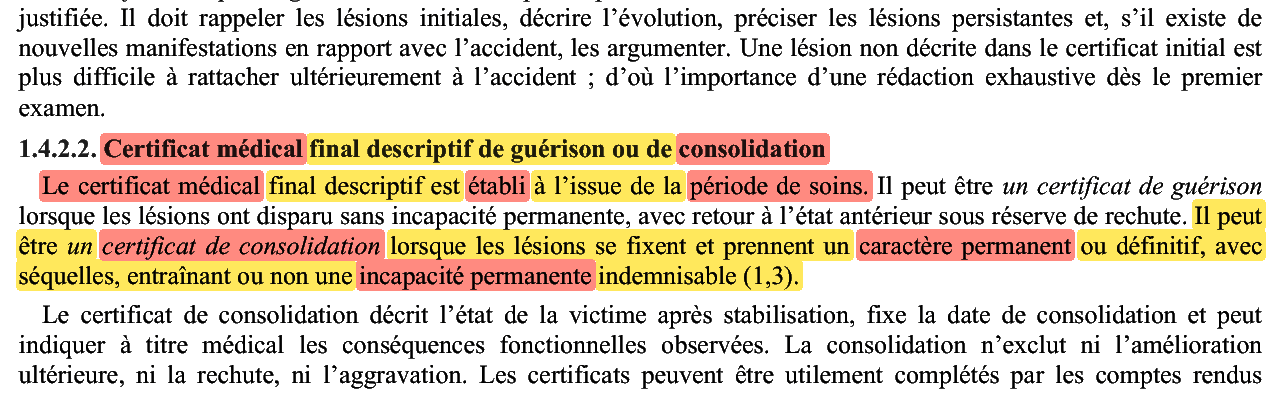 justifiée. Il doit rappeler les lésions initiales, décrire l’évolution, préciser les lésions persistantes et, s’il existe de
nouvelles manifestations en rapport avec l’accident, les argumenter. Une lésion non décrite dans le certificat initial est
plus difficile à rattacher ultérieurement à l’accident ; d’où l’importance d’une rédaction exhaustive dès le premier
examen.
1.4.2.2. Certificat médical final descriptif de guérison ou de consolidation
Le certificat médical final descriptif est établi à l’issue de la période de soins. Il peut être un certificat de guérison
lorsque les lésions ont disparu sans incapacité permanente, avec retour à l’état antérieur sous réserve de rechute. Il peut
être un certificat de consolidation lorsque les lésions se fixent et prennent un caractère permanent ou définitif, avec
séquelles, entraînant ou non une incapacité permanente indemnisable (1,3).
Le certificat de consolidation décrit l’état de la victime après stabilisation, fixe la date de consolidation et peut
indiquer à titre médical les conséquences fonctionnelles observées. La consolidation n’exclut ni l’amélioration
ultérieure, ni la rechute, ni l’aggravation. Les certificats peuvent être utilement complétés par les comptes rendus